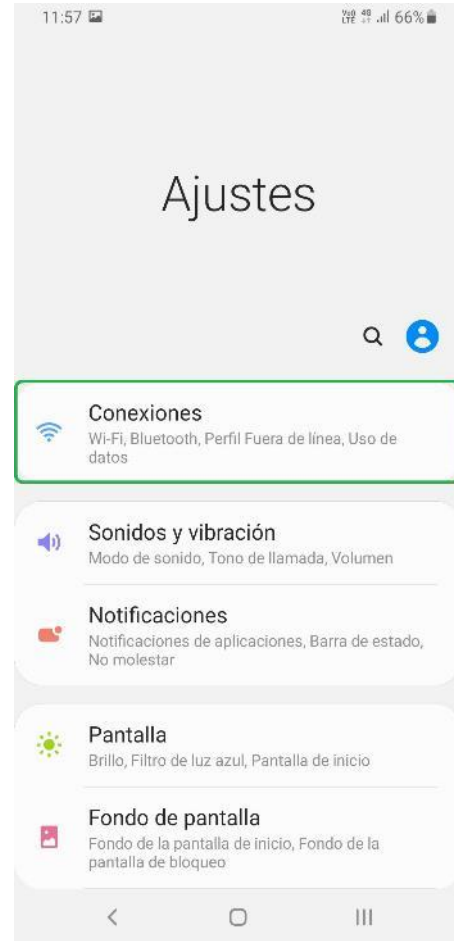 11:57
Vo)) LTE 4G 66%
Ajustes
Conexiones
Wi-Fi, Bluetooth, Perfil Fuera de línea, Uso de
datos
Sonidos y vibración
Modo de sonido, Tono de llamada, Volumen
Notificaciones
Notificaciones de aplicaciones, Barra de estado,
No molestar
Pantalla
Brillo, Filtro de luz azul, Pantalla de inicio
Fondo de pantalla
Fondo de la pantalla de inicio, Fondo de la
pantalla de bloqueo